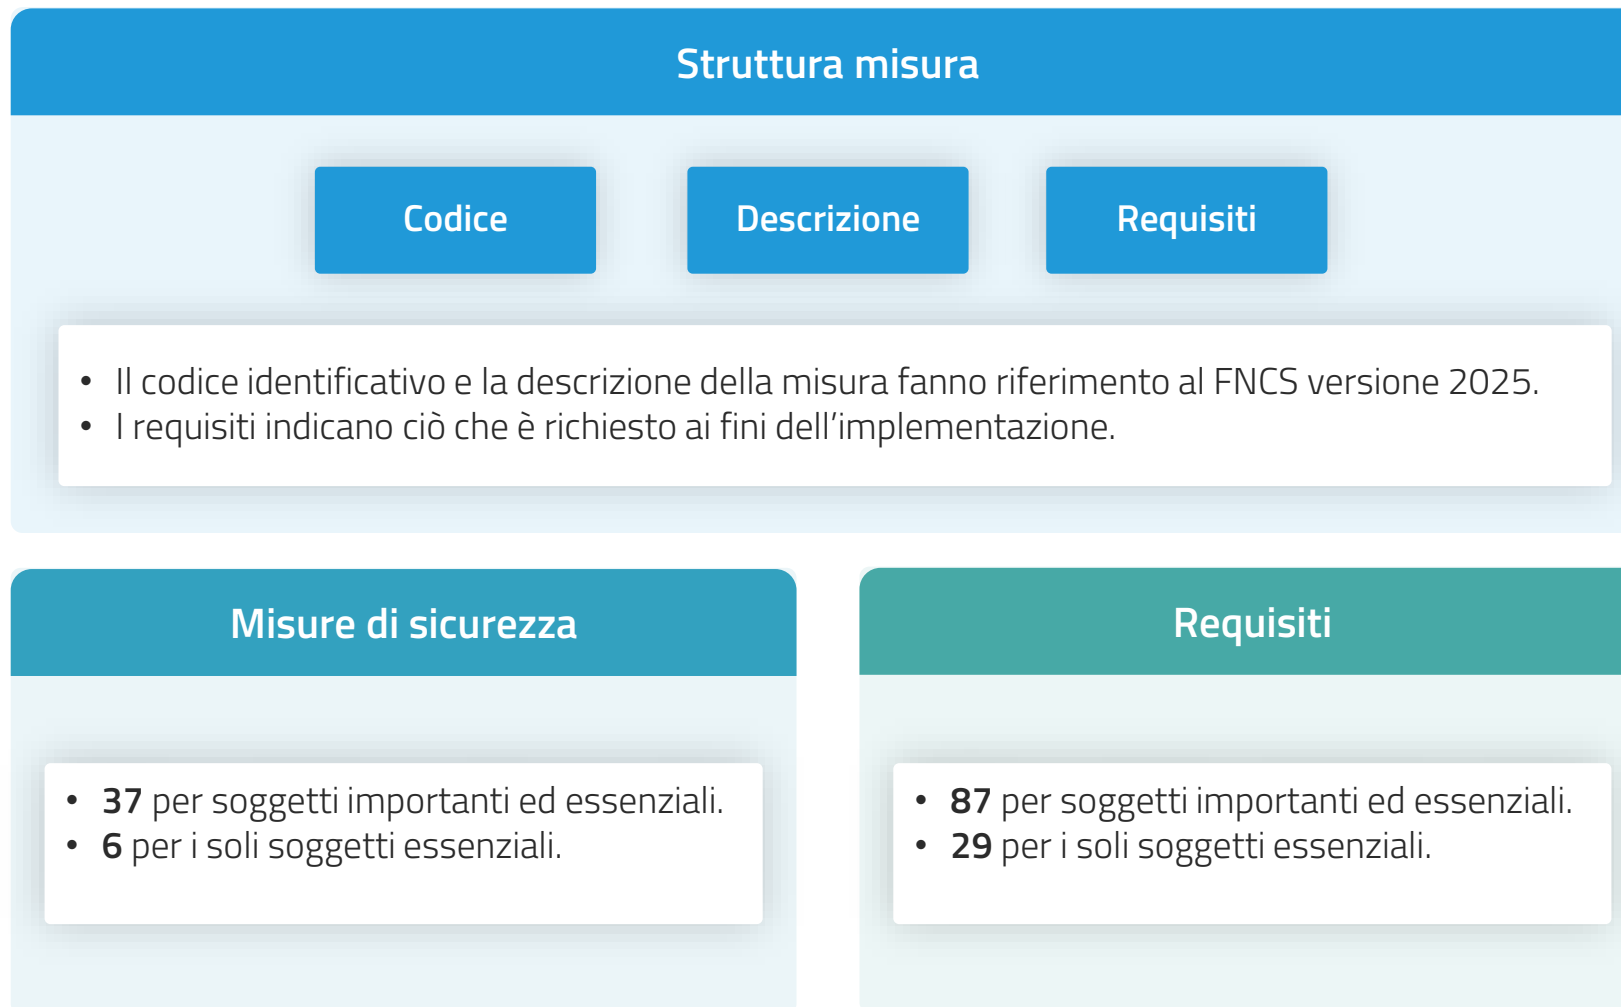 Struttura misura
Codice
Descrizione
Requisiti
• Il codice identificativo e la descrizione della misura fanno riferimento al FNCS versione 2025.
• I requisiti indicano ciò che è richiesto ai fini dell’implementazione.
Misure di sicurezza
• 37 per soggetti importanti ed essenziali.
• 6 per i soli soggetti essenziali.
Requisiti
• 87 per soggetti importanti ed essenziali.
• 29 per i soli soggetti essenziali.